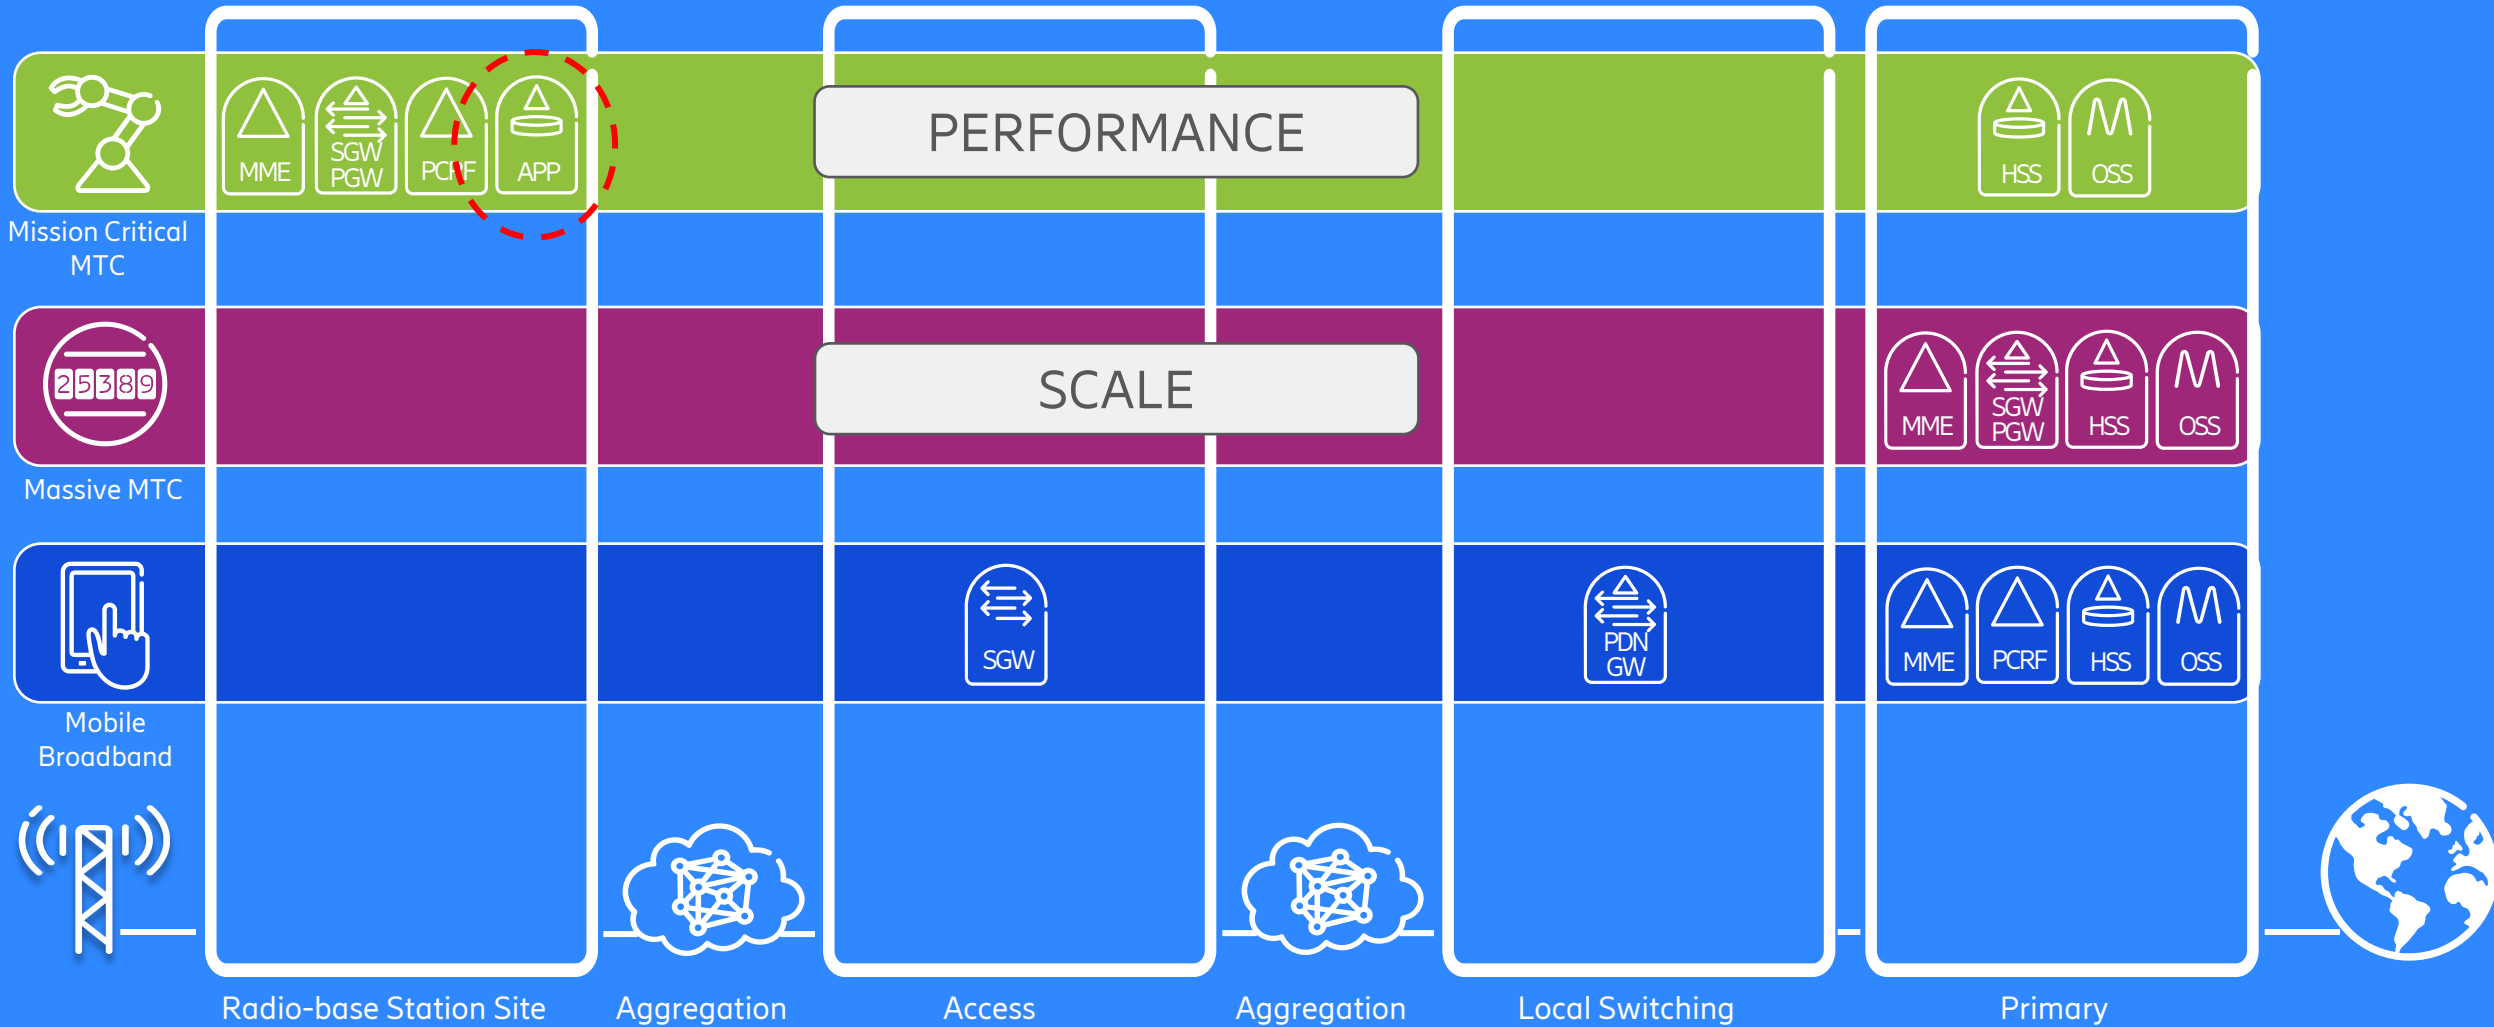 PERFORMANCE
MME
SGW
PGW
PCRF
APP
HSS
OSS
Mission Critical
MTC
SCALE
25389
MME
SGW
PGW
HSS
OSS
Massive MTC
SGW
PDN
GW
MME
PCRF
HSS
OSS
Mobile
Broadband
Radio-base Station Site
Aggregation
Access
Aggregation
Local Switching
Primary